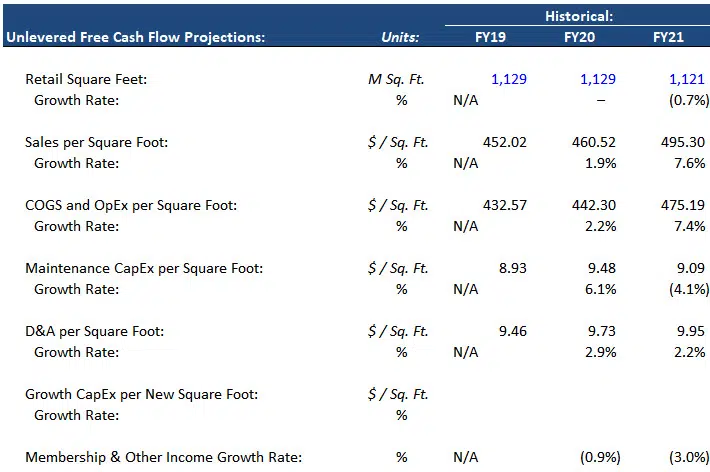 Historical:
Unlevered Free Cash Flow Projections: Units: FY19 FY20 FY21
Retail Square Feet: M Sq. Ft. 1,129 1,129 1,121
Growth Rate: % N/A – (0.7%)
Sales per Square Foot: $ / Sq. Ft. 452.02 460.52 495.30
Growth Rate: % N/A 1.9% 7.6%
COGS and OpEx per Square Foot: $ / Sq. Ft. 432.57 442.30 475.19
Growth Rate: % N/A 2.2% 7.4%
Maintenance CapEx per Square Foot: $ / Sq. Ft. 8.93 9.48 9.09
Growth Rate: % N/A 6.1% (4.1%)
D&A per Square Foot: $ / Sq. Ft. 9.46 9.73 9.95
Growth Rate: % N/A 2.9% 2.2%
Growth CapEx per New Square Foot: $ / Sq. Ft.
Growth Rate: %
Membership & Other Income Growth Rate: % N/A (0.9%) (3.0%)